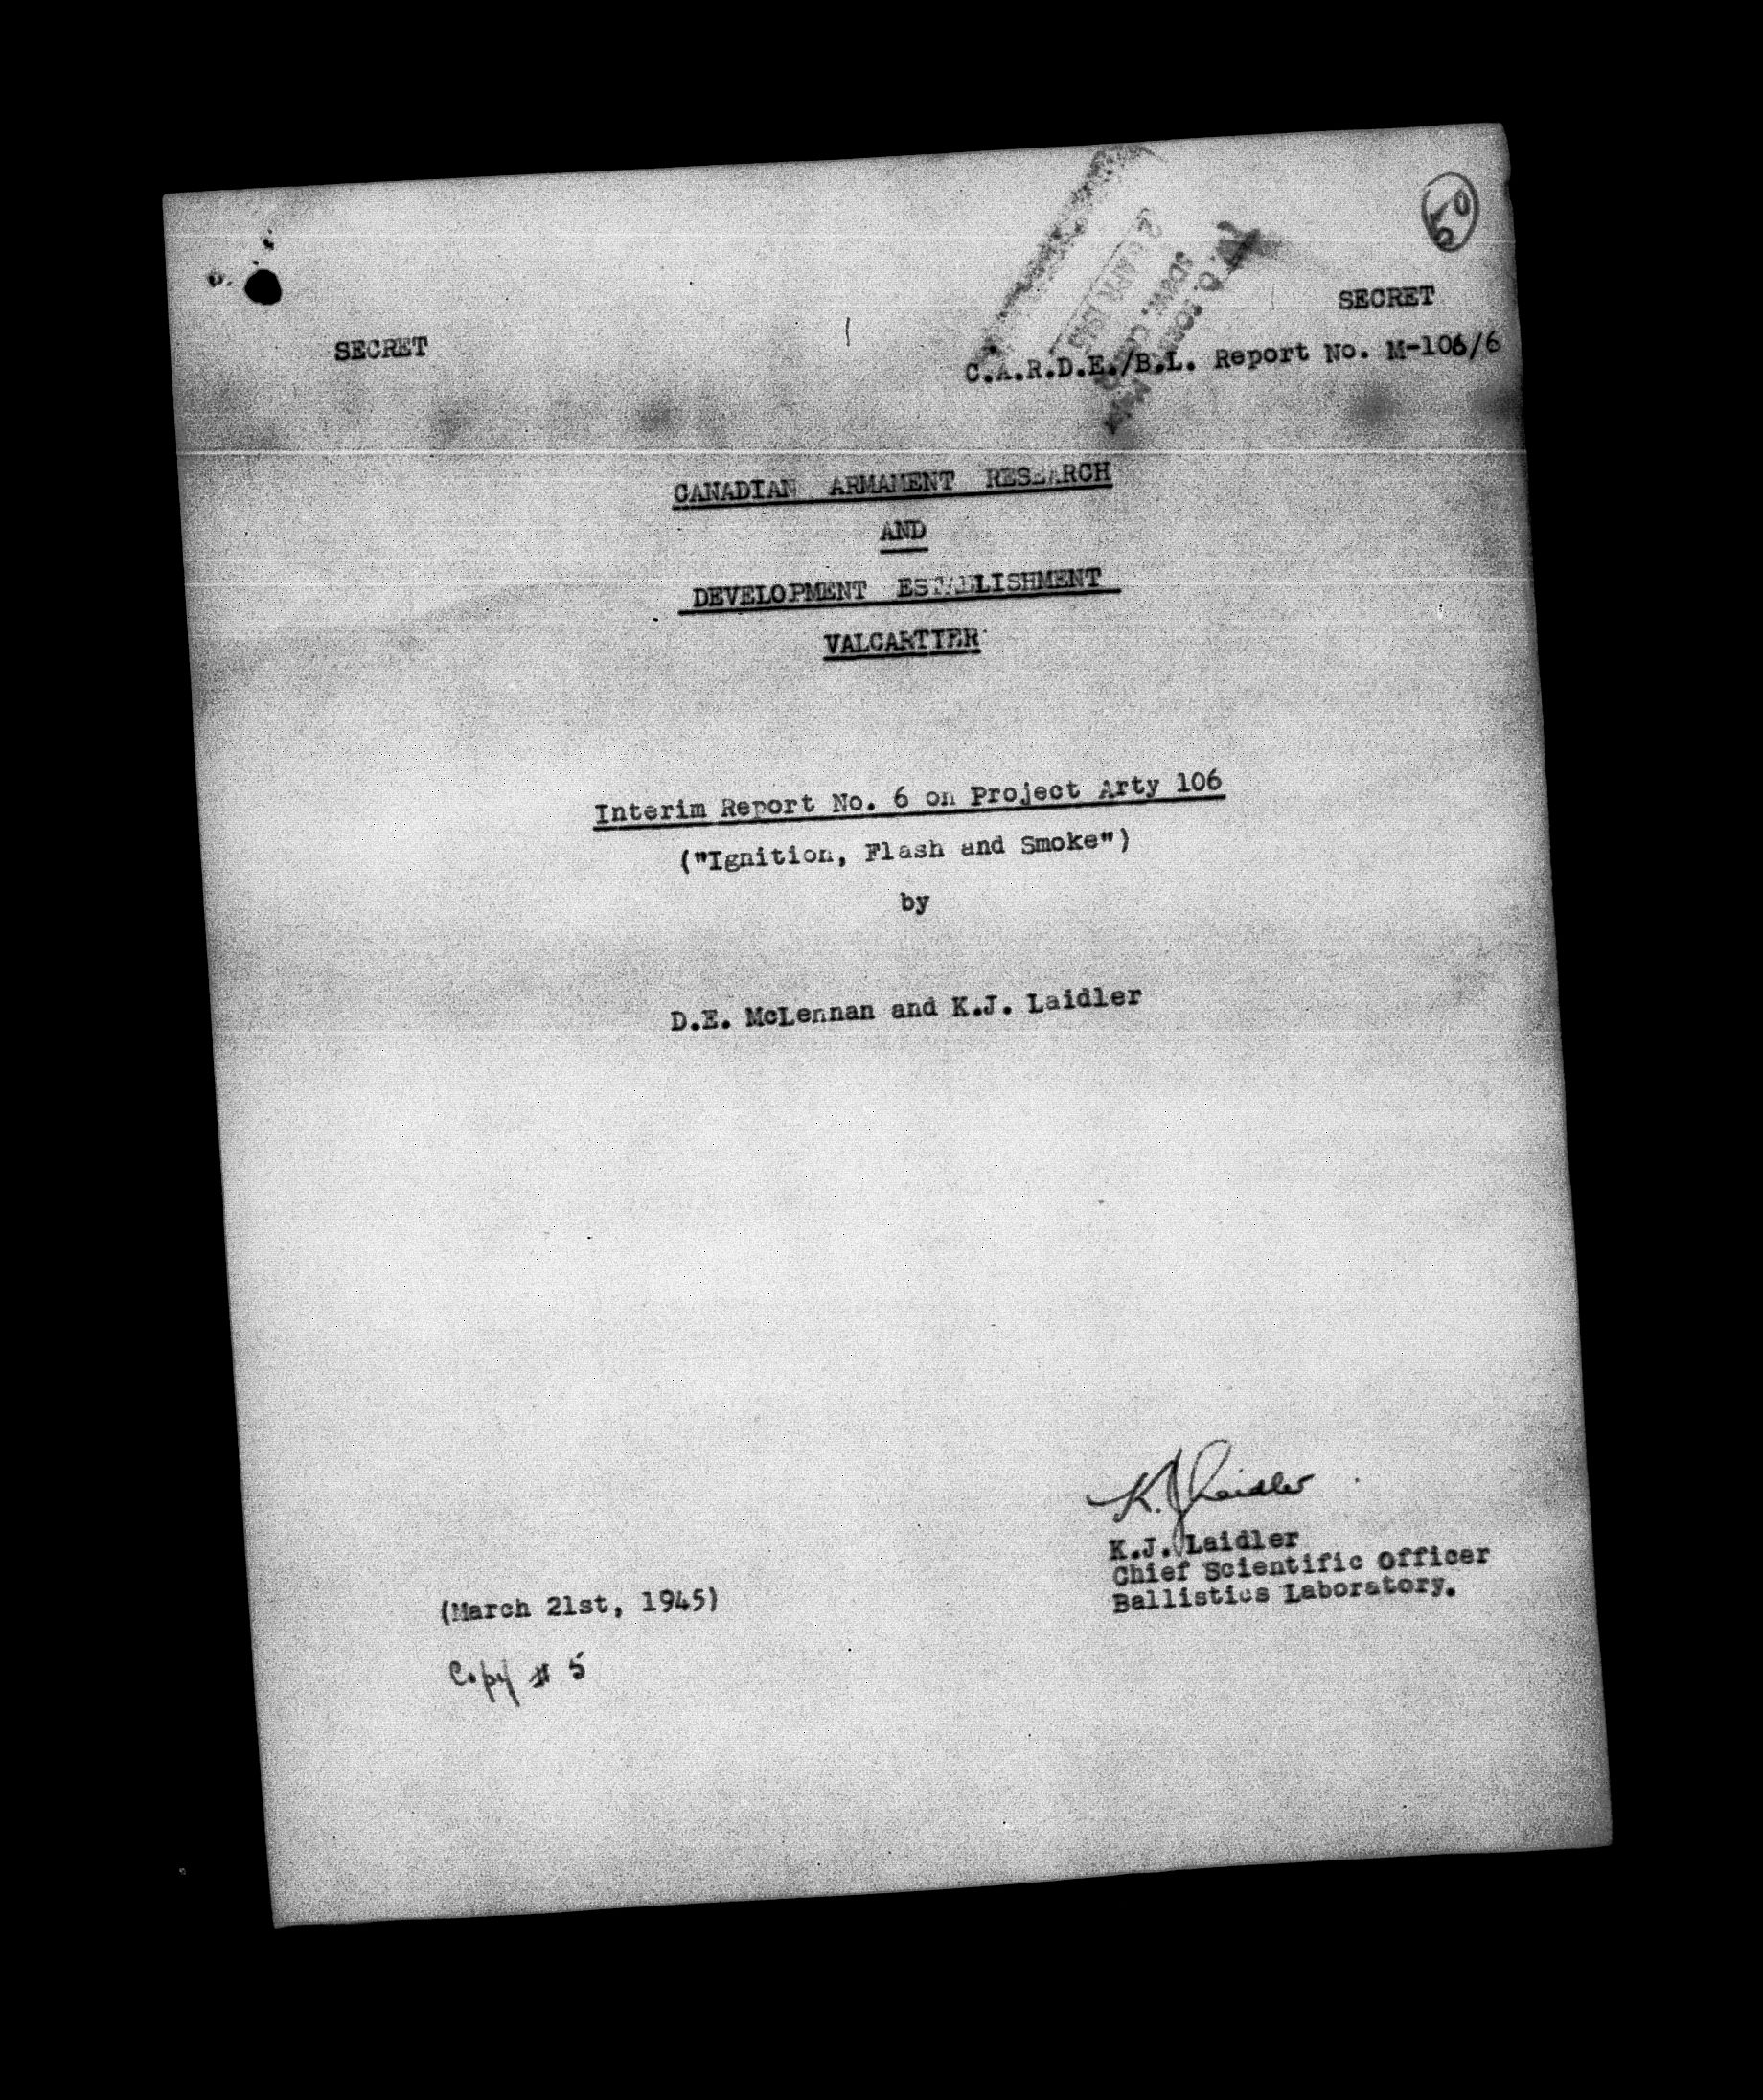 50
SECRET
SECRET
C.A.R.D.E./B.L. Report No. M-106/6
CANADIAN ARMAMENT RESEARCH
AND
DEVELOPMENT ESTABLISHMENT
VALCARTIER
Interim Report No. 6 on Project Arty 106
("Ignition, Flash and Smoke")
by
D.E. McLennan and K.J. Laidler
K.J. Laidler
K.J. Laidler
Chief Scientific Officer
Ballistics Laboratory.
(March 21st, 1945)
Copy # 5